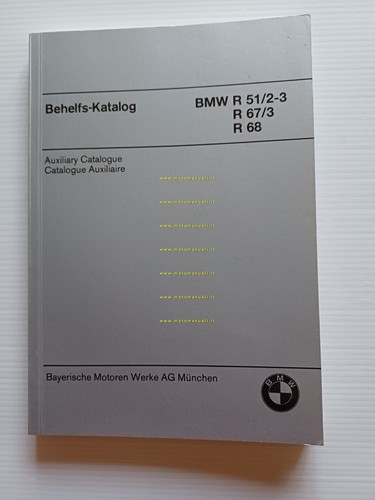 Behelfs-Katalog
BMW R 51/2-3
R 67/3
R 68
Auxiliary Catalogue
Catalogue Auxiliaire
www.motomanuali.it
www.motomanuali.it
www.motomanuali.it
www.motomanuali.it
www.motomanuali.it
www.motomanuali.it
www.motomanuali.it
Bayerische Motoren Werke AG München
BMW